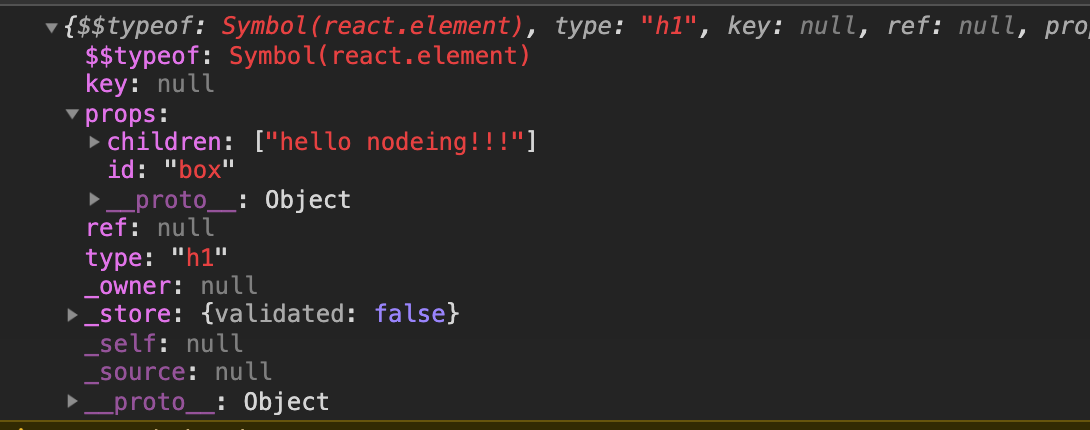 ▼{$$typeof: Symbol(react.element), type: "h1", key: null, ref: null, pro
$$typeof: Symbol(react.element)
key: null
▼props:
▶children: ["hello nodeing!!!"]
id: "box"
▶__proto__: Object
ref: null
type: "h1"
_owner: null
▶_store: {validated: false}
_self: null
_source: null
▶__proto__: Object